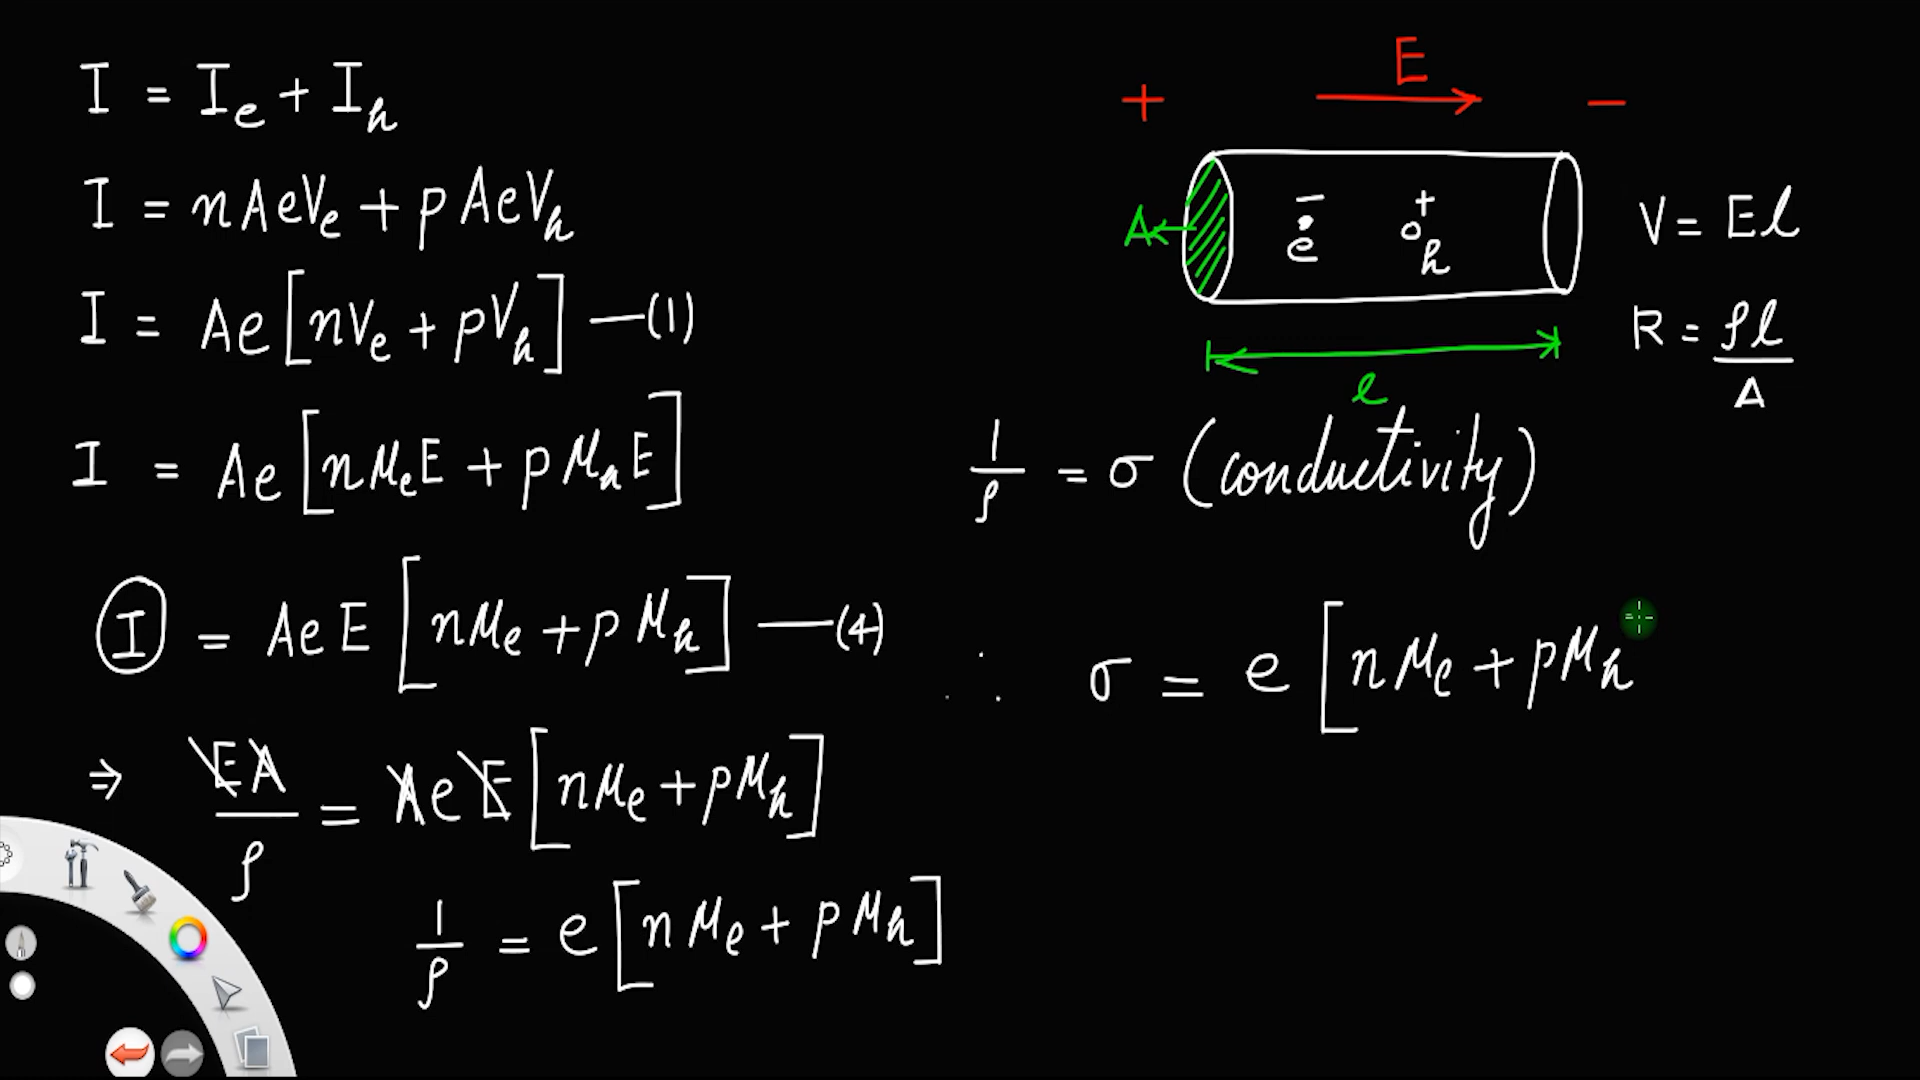 I = Iₑ + Iₕ
I = nAeVₑ + pAeVₕ
I = Ae[nVₑ + pVₕ] —(1)
I = Ae[nμₑE + pμₕE]
I = AeE[nμₑ + pμₕ] —(4)
⇒ EA/ρ = AeE[nμₑ + pμₕ]
1/ρ = e[nμₑ + pμₕ]
E
+ −
A
− +
e h
l
V = El
R = ρl/A
1/ρ = σ (conductivity)
∴ σ = e[nμₑ + pμₕ